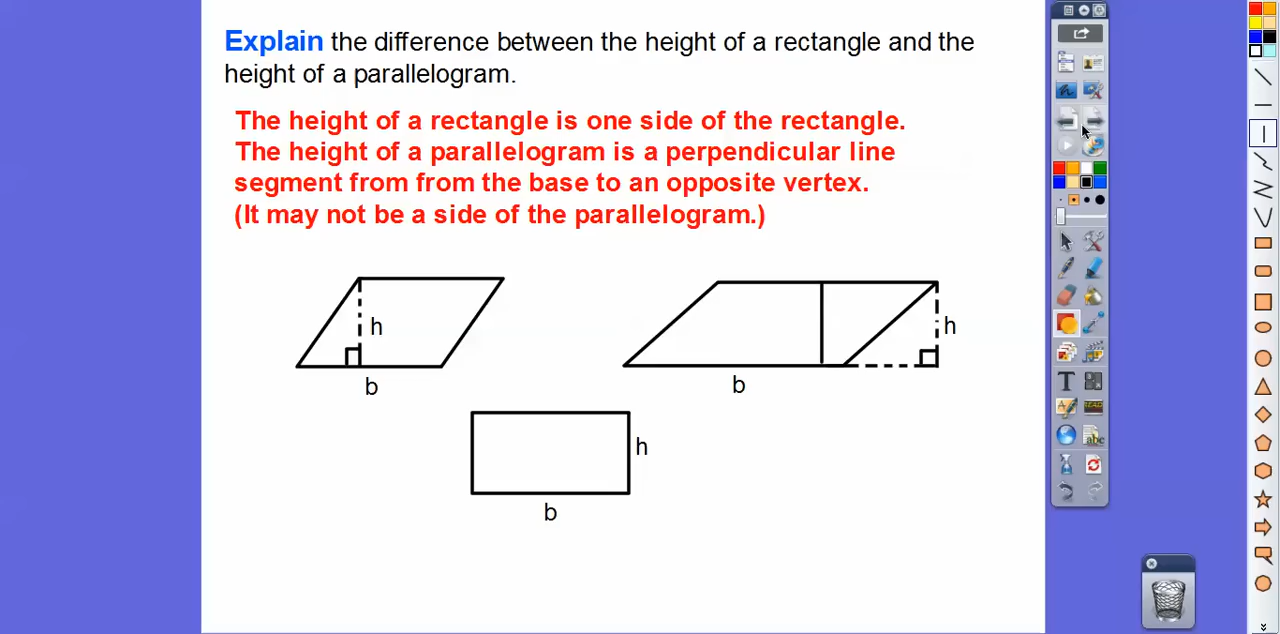 Explain the difference between the height of a rectangle and the
height of a parallelogram.
The height of a rectangle is one side of the rectangle.
The height of a parallelogram is a perpendicular line
segment from from the base to an opposite vertex.
(It may not be a side of the parallelogram.)
h
b
h
b
h
b
T
abc